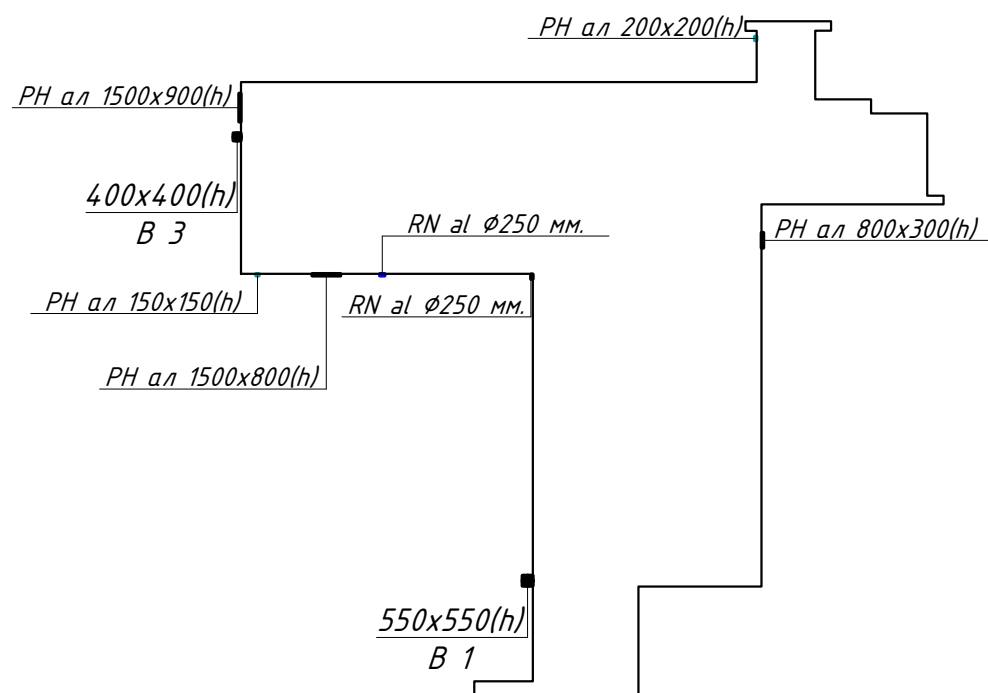 РН ал 200х200(h)
РН ал 1500х900(h)
400х400(h)
В 3
RN al Ø250 мм.
РН ал 800х300(h)
РН ал 150х150(h)
RN al Ø250 мм.
РН ал 1500х800(h)
550х550(h)
В 1